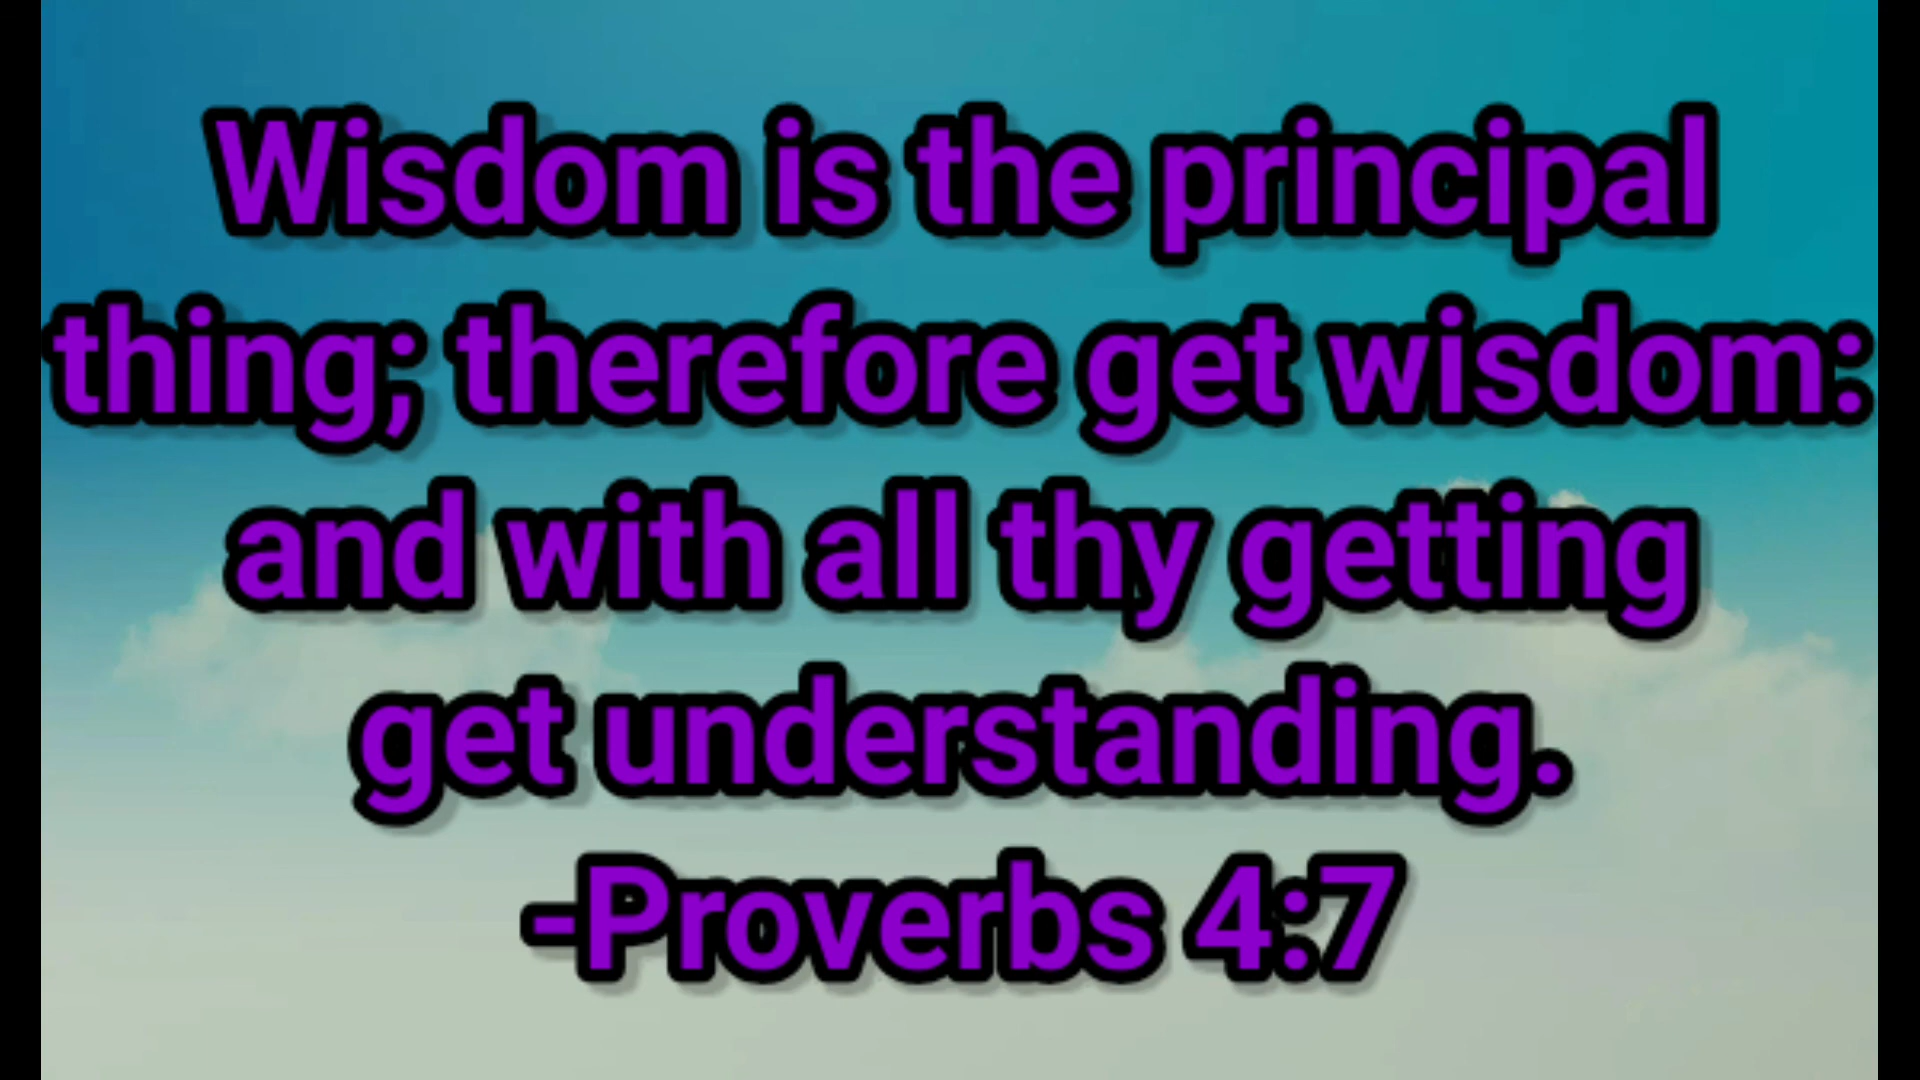 Wisdom is the principal
thing; therefore get wisdom:
and with all thy getting
get understanding.
-Proverbs 4:7